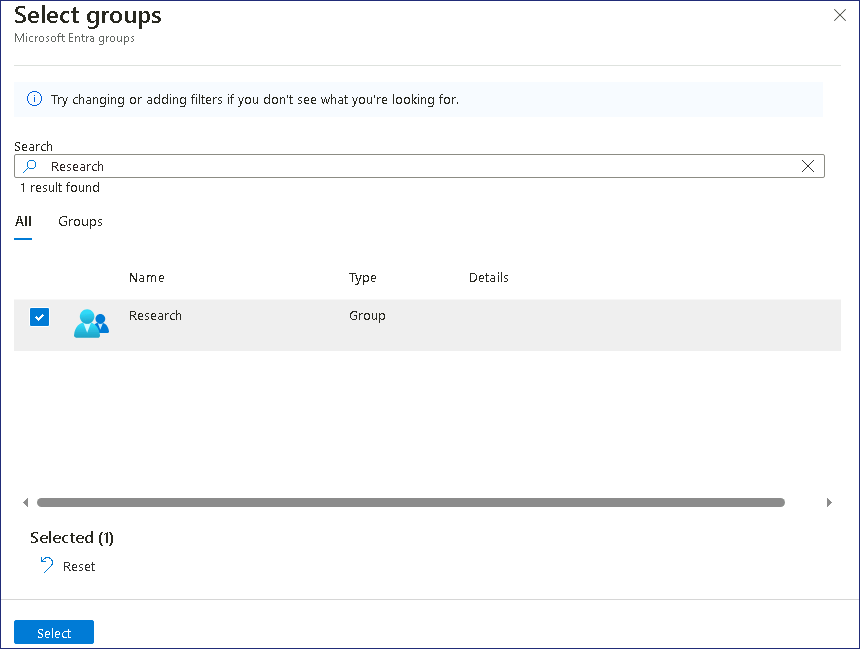 Select groups
Microsoft Entra groups
Try changing or adding filters if you don't see what you're looking for.
Search
Research
1 result found
All Groups
Name Type Details
Research Group
Selected (1)
Reset
Select